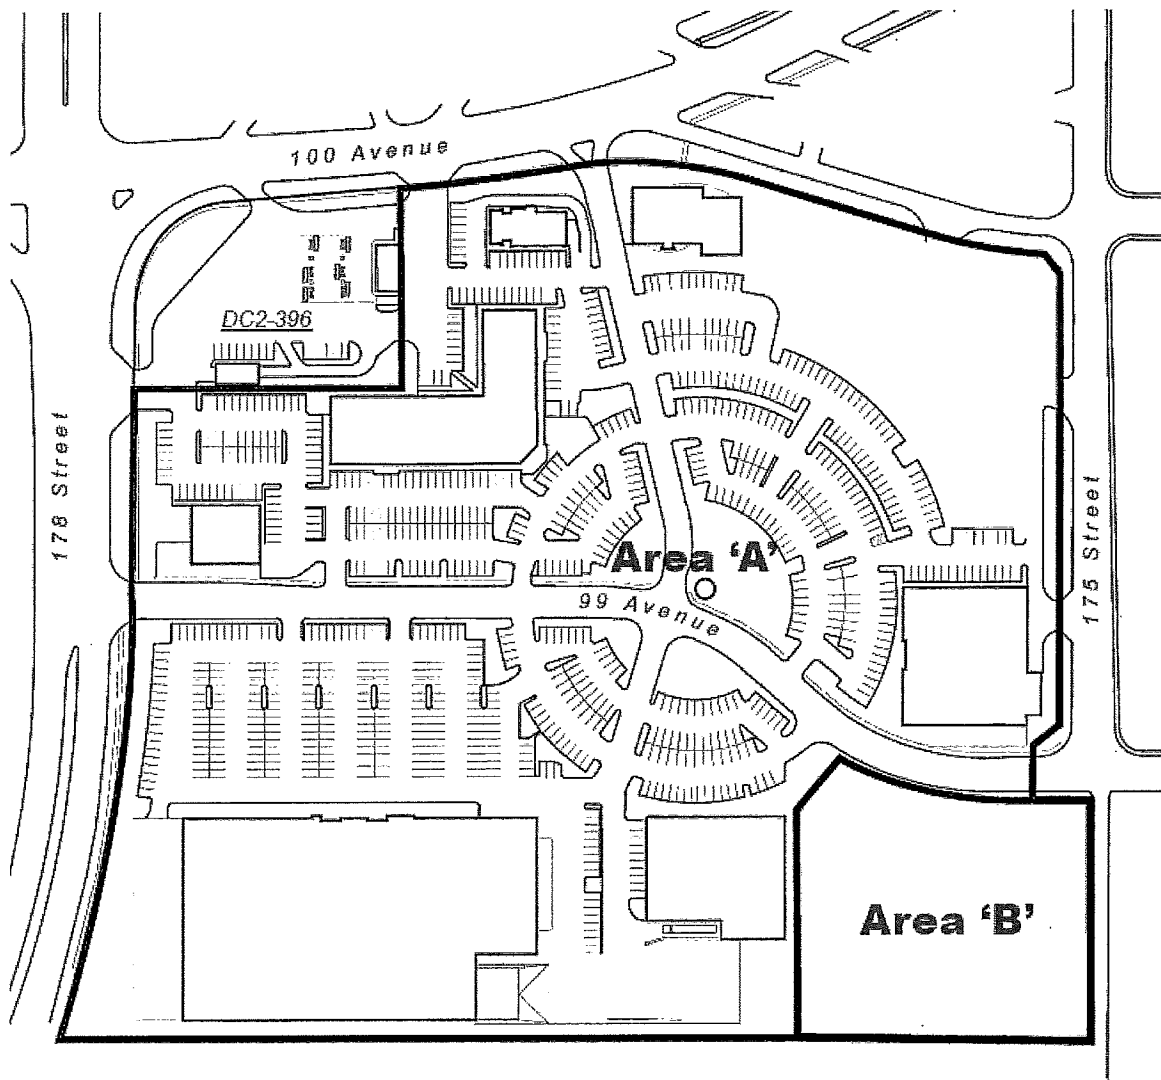 100 Avenue
DC2-396
178 Street
175 Street
Area ‘A’
99 Avenue
Area ‘B’